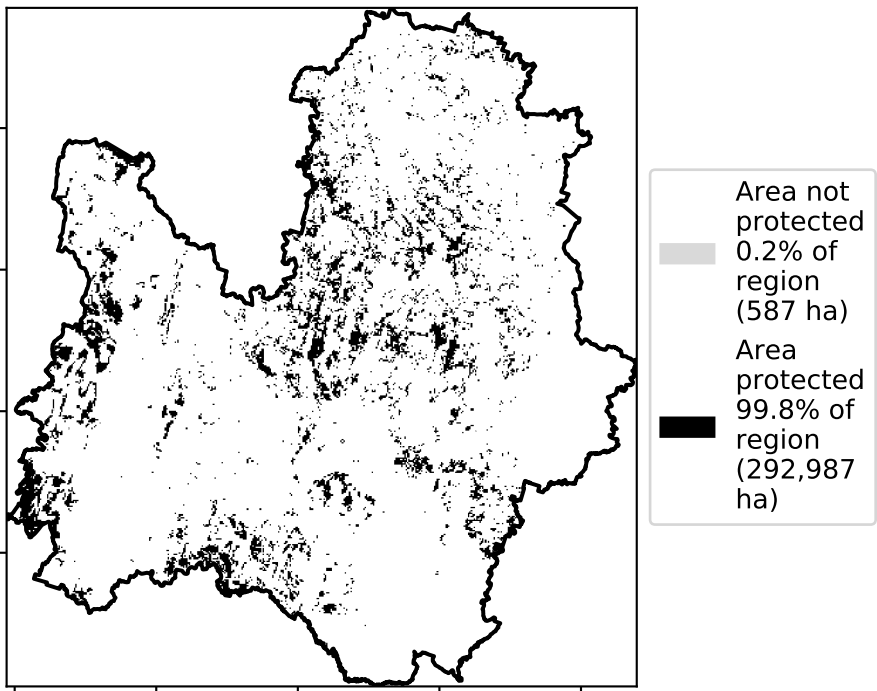 Area not
protected
0.2% of
region
(587 ha)
Area
protected
99.8% of
region
(292,987
ha)